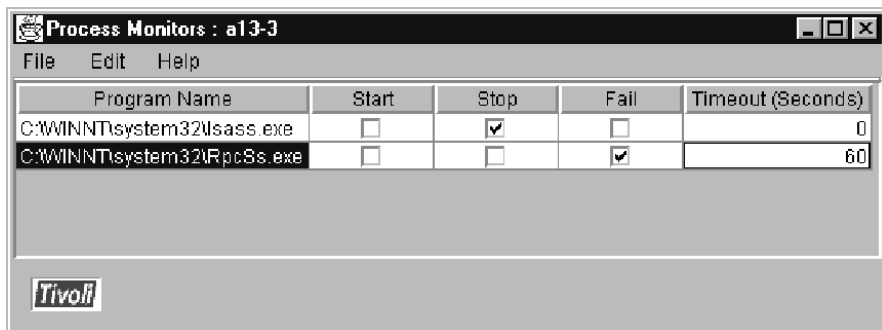 Process Monitors : a13-3
File Edit Help
Program Name Start Stop Fail Timeout (Seconds)
C:\WINNT\system32\lsass.exe 0
C:\WINNT\system32\RpcSs.exe 60
Tivoli